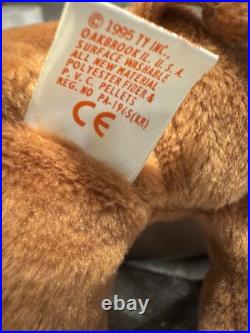 © 1995 TY INC.
OAKBROOK IL. U.S.A.
SURFACE WASHABLE
ALL NEW MATERIAL
POLYESTER FIBER &
P.V.C. PELLETS
REG. NO PA-1965(KR)
CE